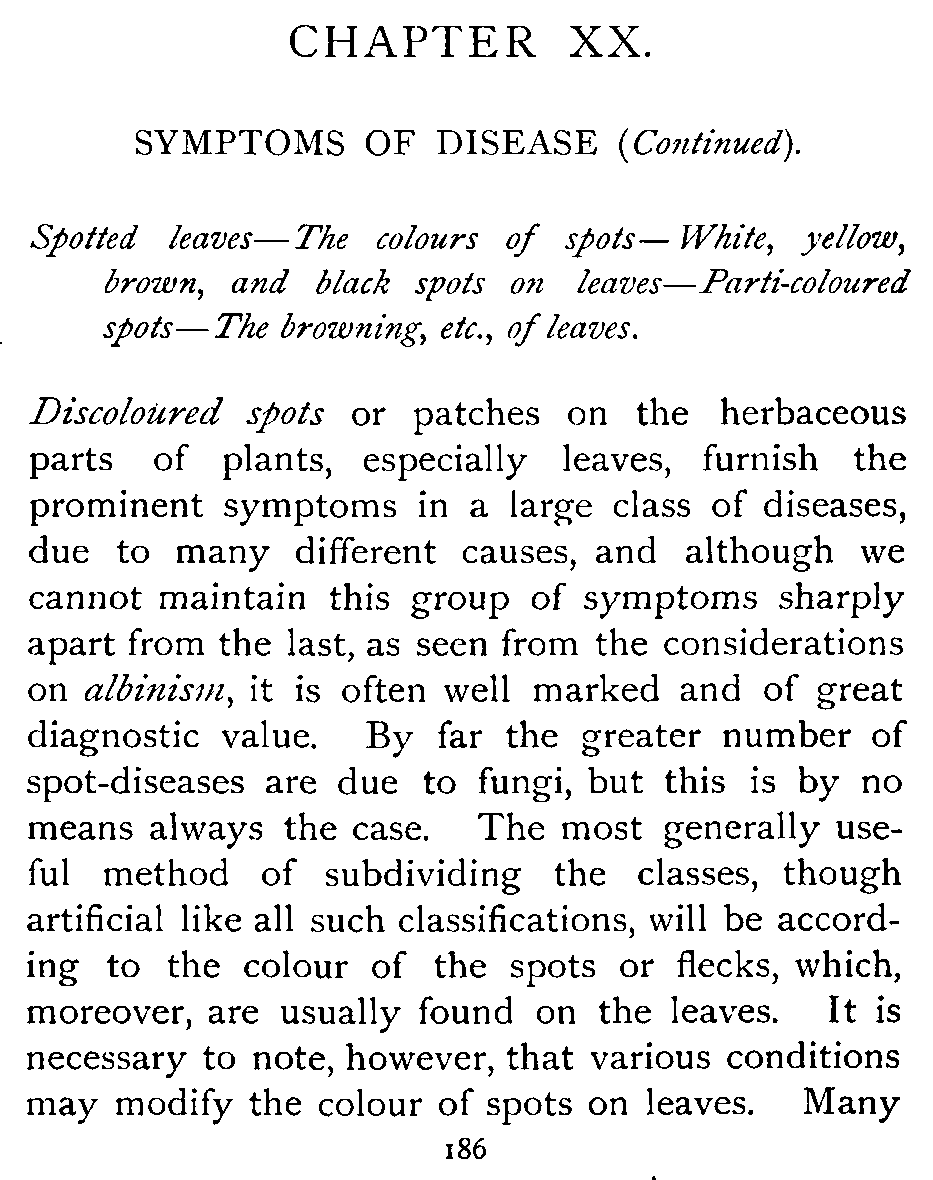 CHAPTER XX.
SYMPTOMS OF DISEASE (Continued).
Spotted leaves—The colours of spots—White, yellow,
brown, and black spots on leaves—Parti-coloured
spots—The browning, etc., of leaves.
Discoloured spots or patches on the herbaceous
parts of plants, especially leaves, furnish the
prominent symptoms in a large class of diseases,
due to many different causes, and although we
cannot maintain this group of symptoms sharply
apart from the last, as seen from the considerations
on albinism, it is often well marked and of great
diagnostic value. By far the greater number of
spot-diseases are due to fungi, but this is by no
means always the case. The most generally use-
ful method of subdividing the classes, though
artificial like all such classifications, will be accord-
ing to the colour of the spots or flecks, which,
moreover, are usually found on the leaves. It is
necessary to note, however, that various conditions
may modify the colour of spots on leaves. Many
186